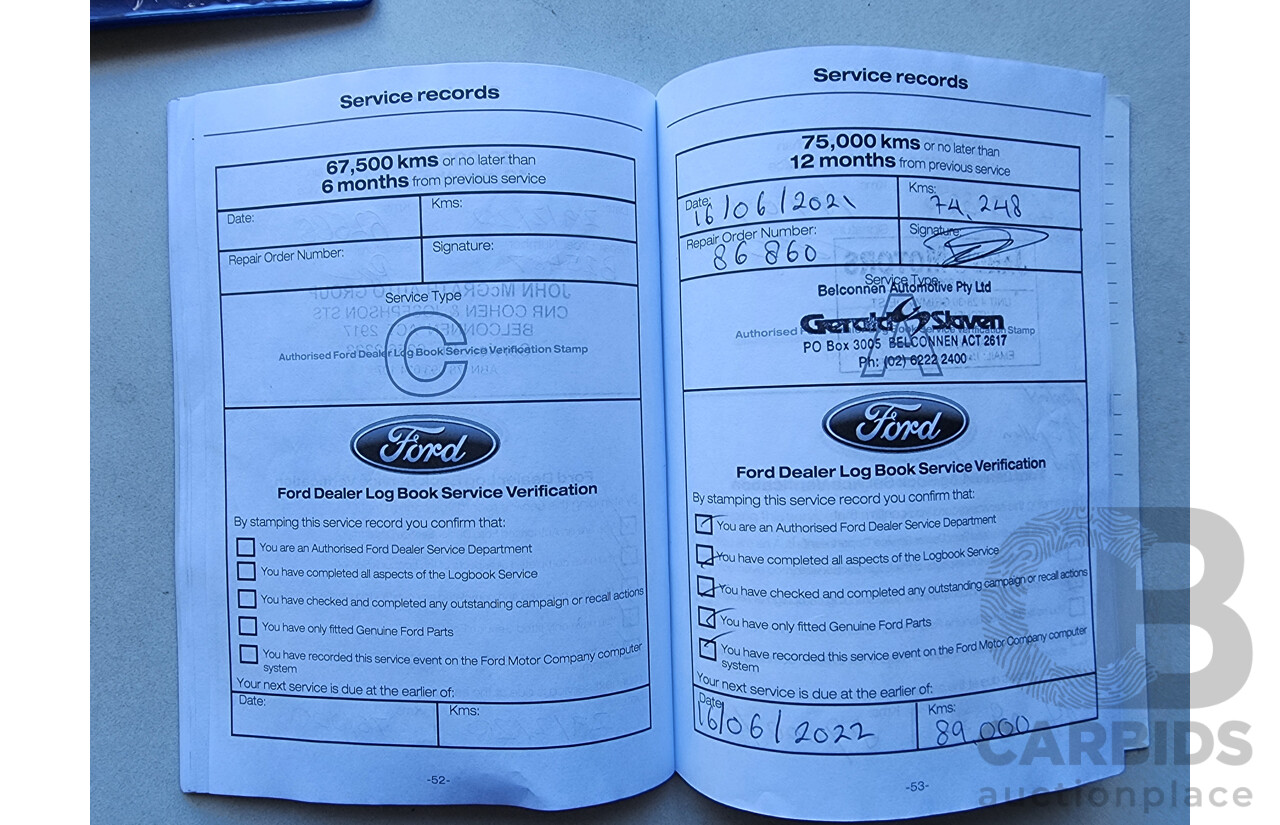 Service records
67,500 kms or no later than
6 months from previous service
Date:
Kms:
Repair Order Number:
Signature:
Service Type
C
Authorised Ford Dealer Log Book Service Verification Stamp
Ford
Ford Dealer Log Book Service Verification
By stamping this service record you confirm that:
You are an Authorised Ford Dealer Service Department
You have completed all aspects of the Logbook Service
You have checked and completed any outstanding campaign or recall actions
You have only fitted Genuine Ford Parts
You have recorded this service event on the Ford Motor Company computer
system
Your next service is due at the earlier of:
Date:
Kms:
-52-
Service records
75,000 kms or no later than
12 months from previous service
Date: 16/06/2021
Kms: 74,248
Repair Order Number: 86860
Signature:
Service Type
Belconnen Automotive Pty Ltd
Gerald Slaven
Authorised Ford Dealer Log Book Service Verification Stamp
PO Box 3005 BELCONNEN ACT 2617
Ph: (02) 6222 2400
A
Ford
Ford Dealer Log Book Service Verification
By stamping this service record you confirm that:
You are an Authorised Ford Dealer Service Department
You have completed all aspects of the Logbook Service
You have checked and completed any outstanding campaign or recall actions
You have only fitted Genuine Ford Parts
You have recorded this service event on the Ford Motor Company computer
system
Your next service is due at the earlier of:
Date: 16/06/2022
Kms: 89,000
-53-
CB
CARBIDS
auctionplace